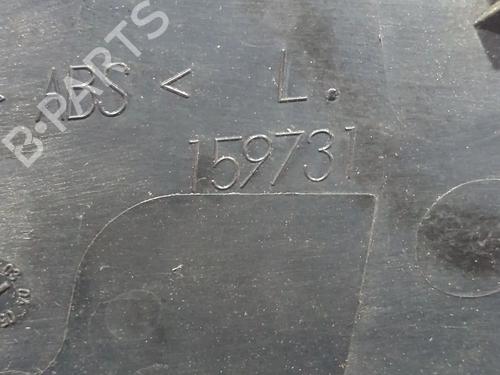 > ABS < L.
159731
B-PARTS